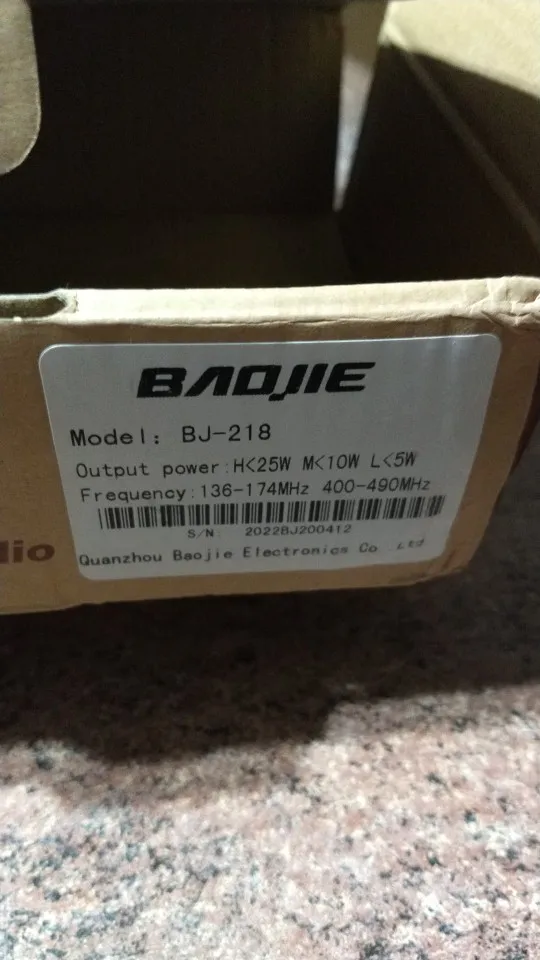 BAOJIE
Model: BJ-218
Output power:H<25W M<10W L<5W
Frequency:136-174MHz 400-490MHz
S/N: 2022BJ200412
dio
Quanzhou Baojie Electronics Co.,Ltd